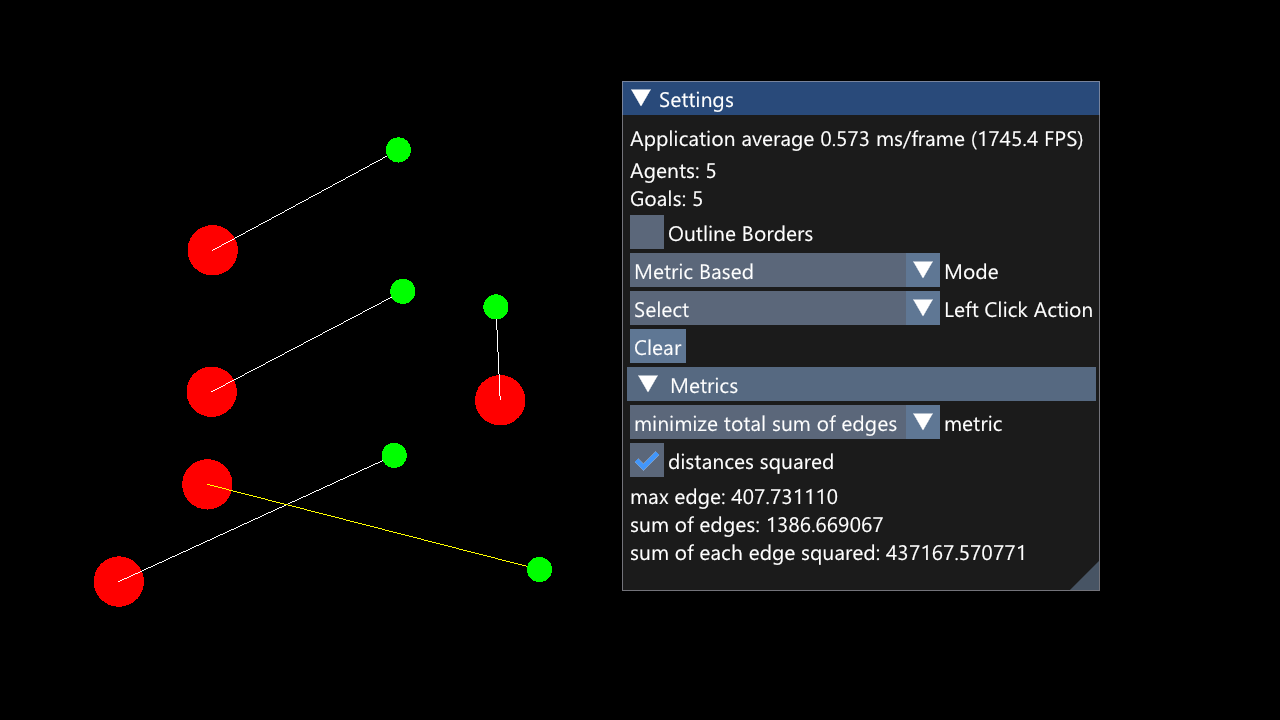 Settings
Application average 0.573 ms/frame (1745.4 FPS)
Agents: 5
Goals: 5
Outline Borders
Metric Based Mode
Select Left Click Action
Clear
Metrics
minimize total sum of edges metric
distances squared
max edge: 407.731110
sum of edges: 1386.669067
sum of each edge squared: 437167.570771